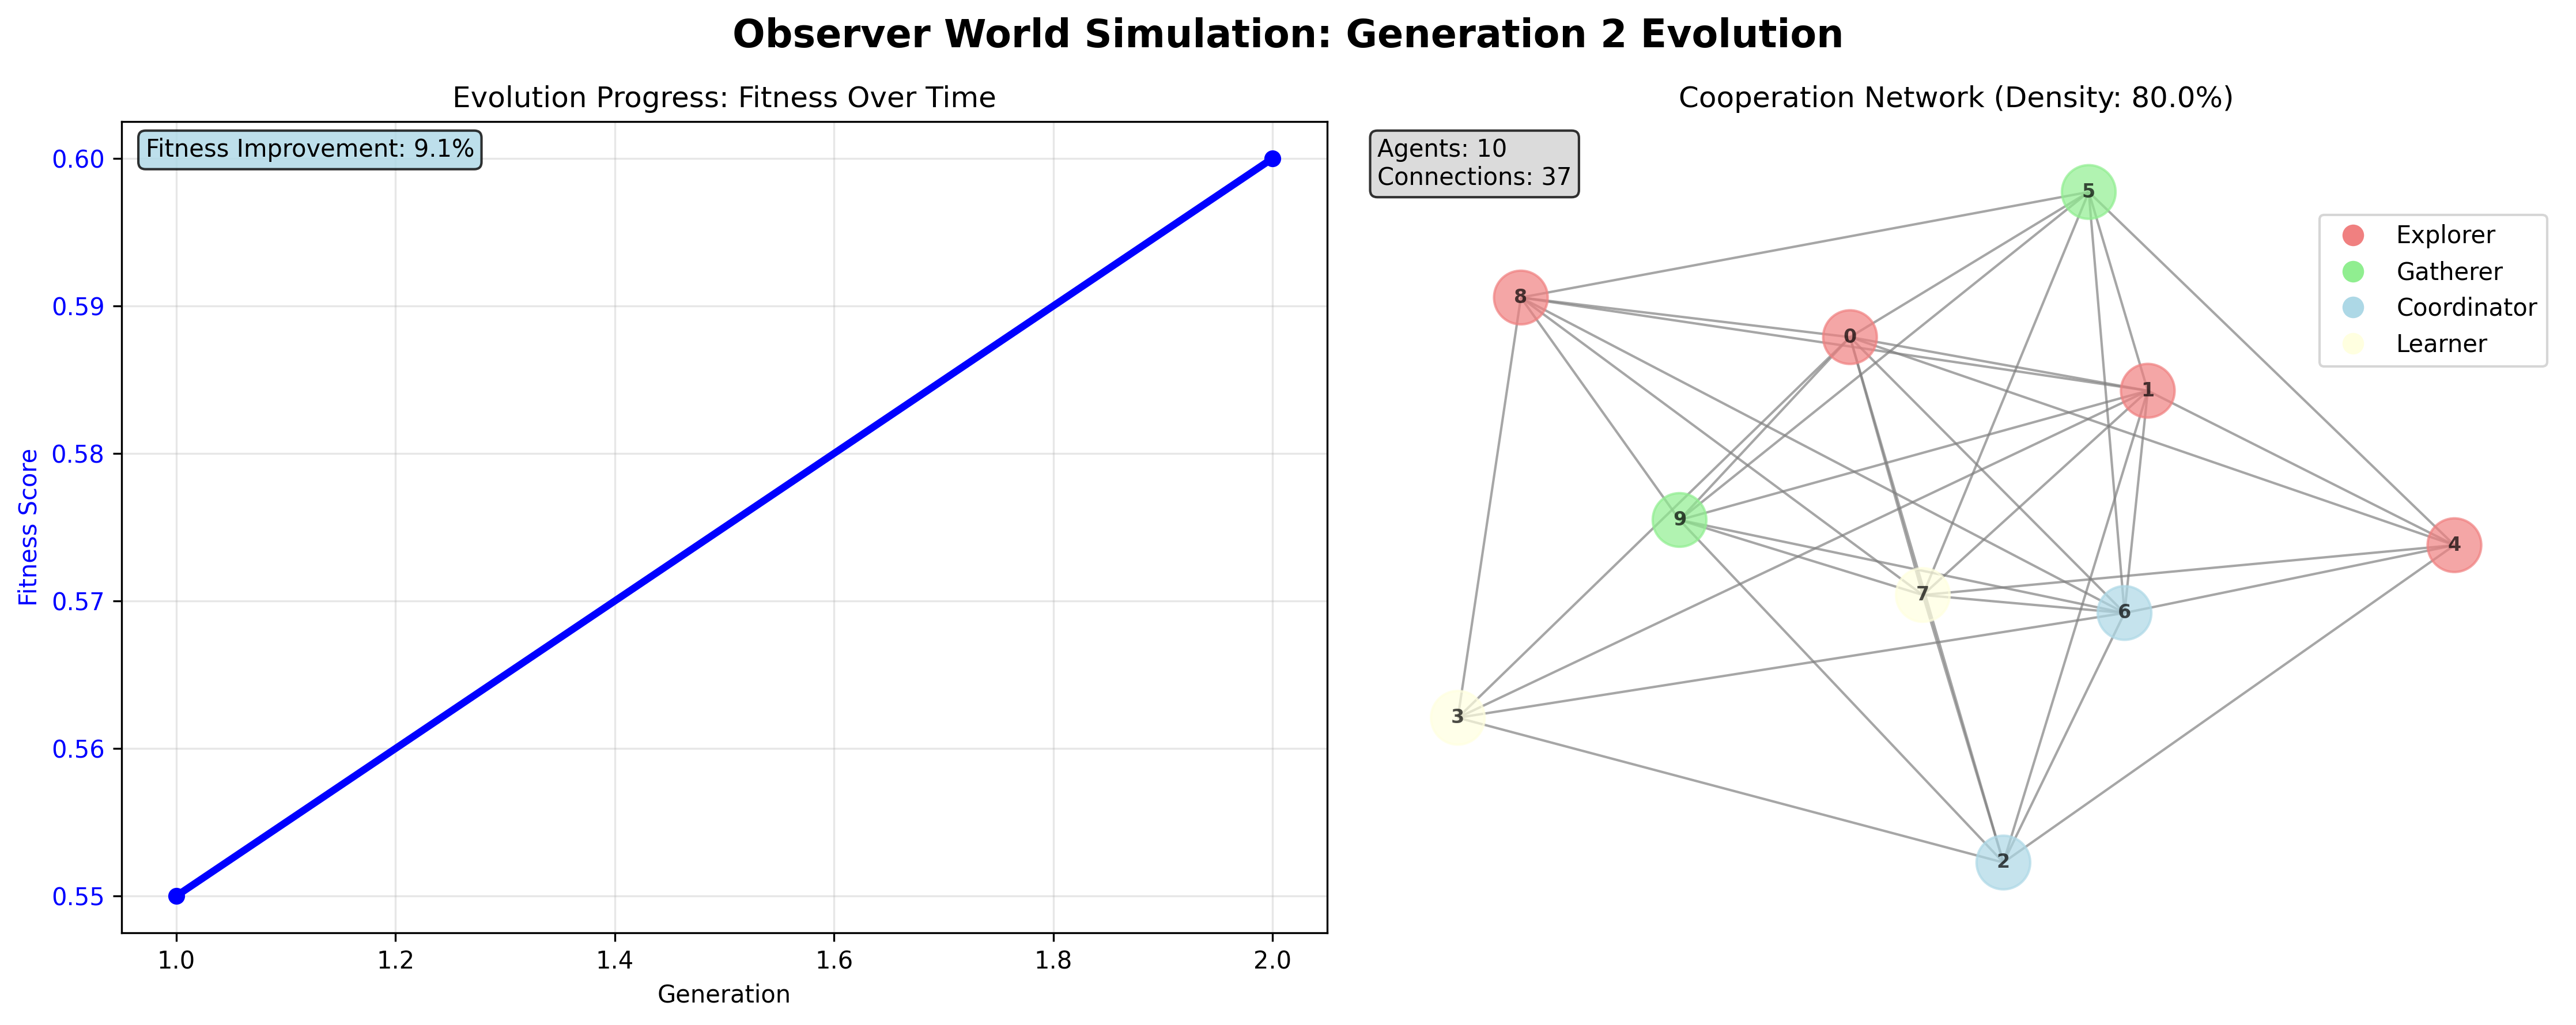 Observer World Simulation: Generation 2 Evolution
Evolution Progress: Fitness Over Time
Fitness Improvement: 9.1%
Fitness Score
0.60
0.59
0.58
0.57
0.56
0.55
1.0
1.2
1.4
1.6
1.8
2.0
Generation
Cooperation Network (Density: 80.0%)
Agents: 10
Connections: 37
5
8
0
1
9
4
7
6
3
2
Explorer
Gatherer
Coordinator
Learner